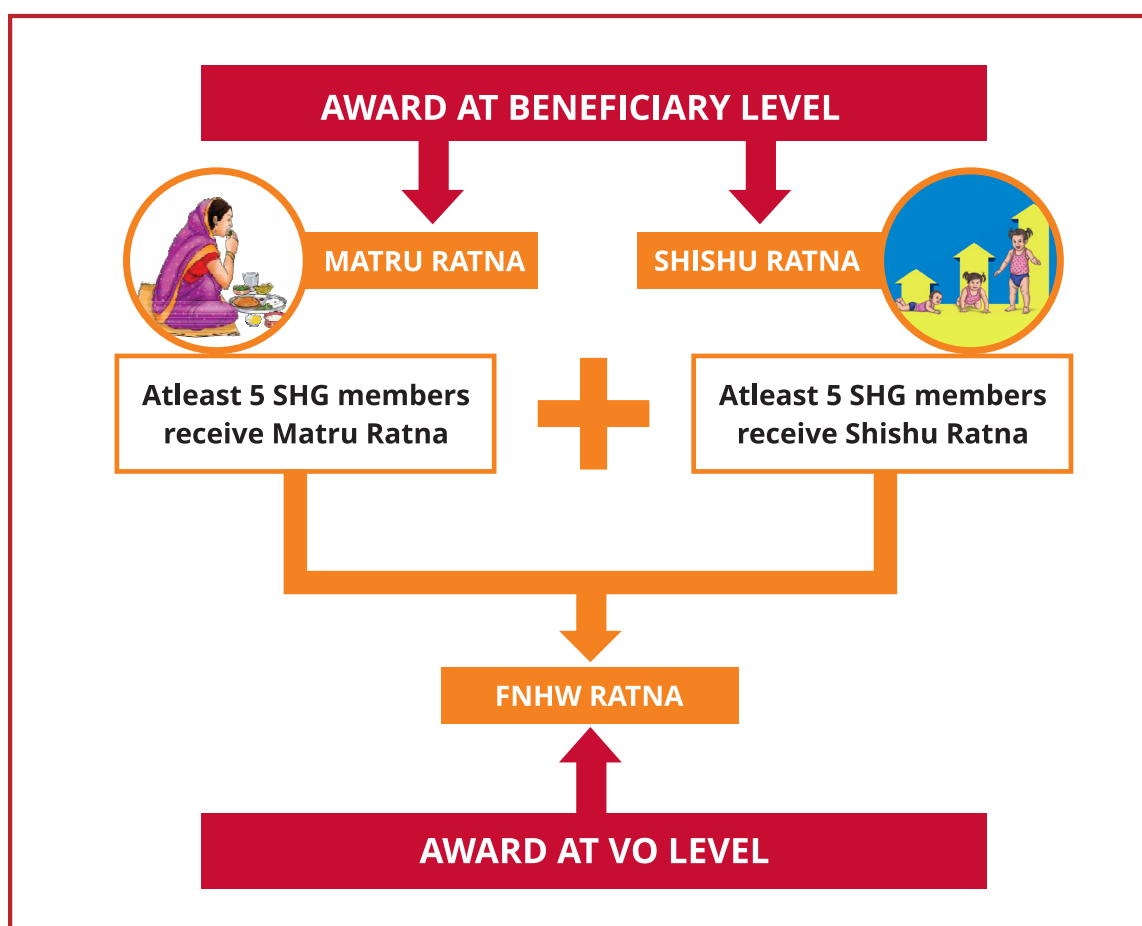 AWARD AT BENEFICIARY LEVEL
MATRU RATNA
SHISHU RATNA
Atleast 5 SHG members
receive Matru Ratna
Atleast 5 SHG members
receive Shishu Ratna
FNHW RATNA
AWARD AT VO LEVEL